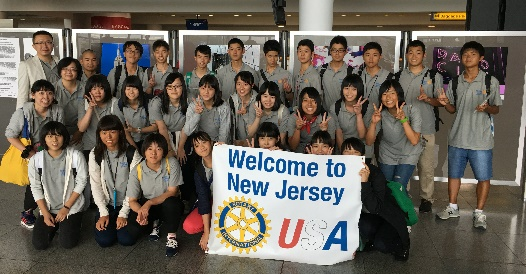 Welcome to
New Jersey
ROTARY
INTERNATIONAL
USA